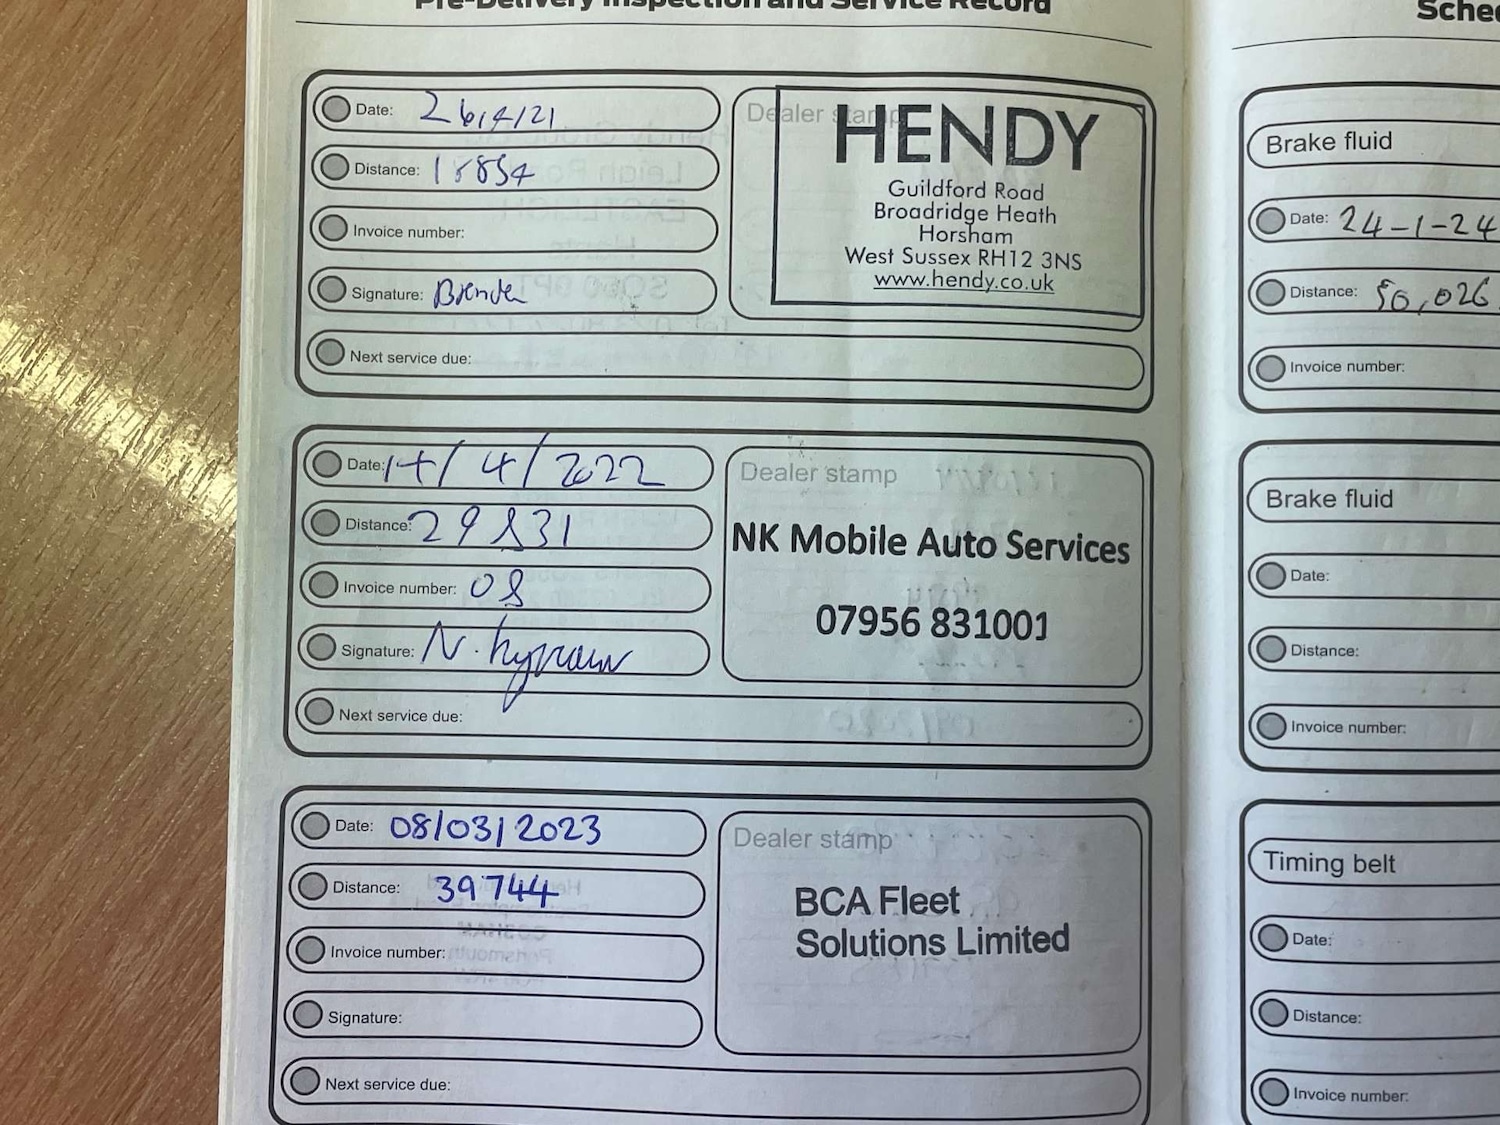 Pre-Delivery Inspection and Service Record
Date: 26/4/21
Distance: 18854
Invoice number:
Signature:
Next service due:
Dealer stamp
HENDY
Guildford Road
Broadridge Heath
Horsham
West Sussex RH12 3NS
www.hendy.co.uk
Date: 14/4/2022
Distance: 29831
Invoice number: 08
Signature: N.
Next service due:
Dealer stamp
NK Mobile Auto Services
07956 831001
Date: 08/03/2023
Distance: 39744
Invoice number:
Signature:
Next service due:
Dealer stamp
BCA Fleet
Solutions Limited
Sche
Brake fluid
Date: 24-1-24
Distance: 50,026
Invoice number:
Brake fluid
Date:
Distance:
Invoice number:
Timing belt
Date:
Distance:
Invoice number: